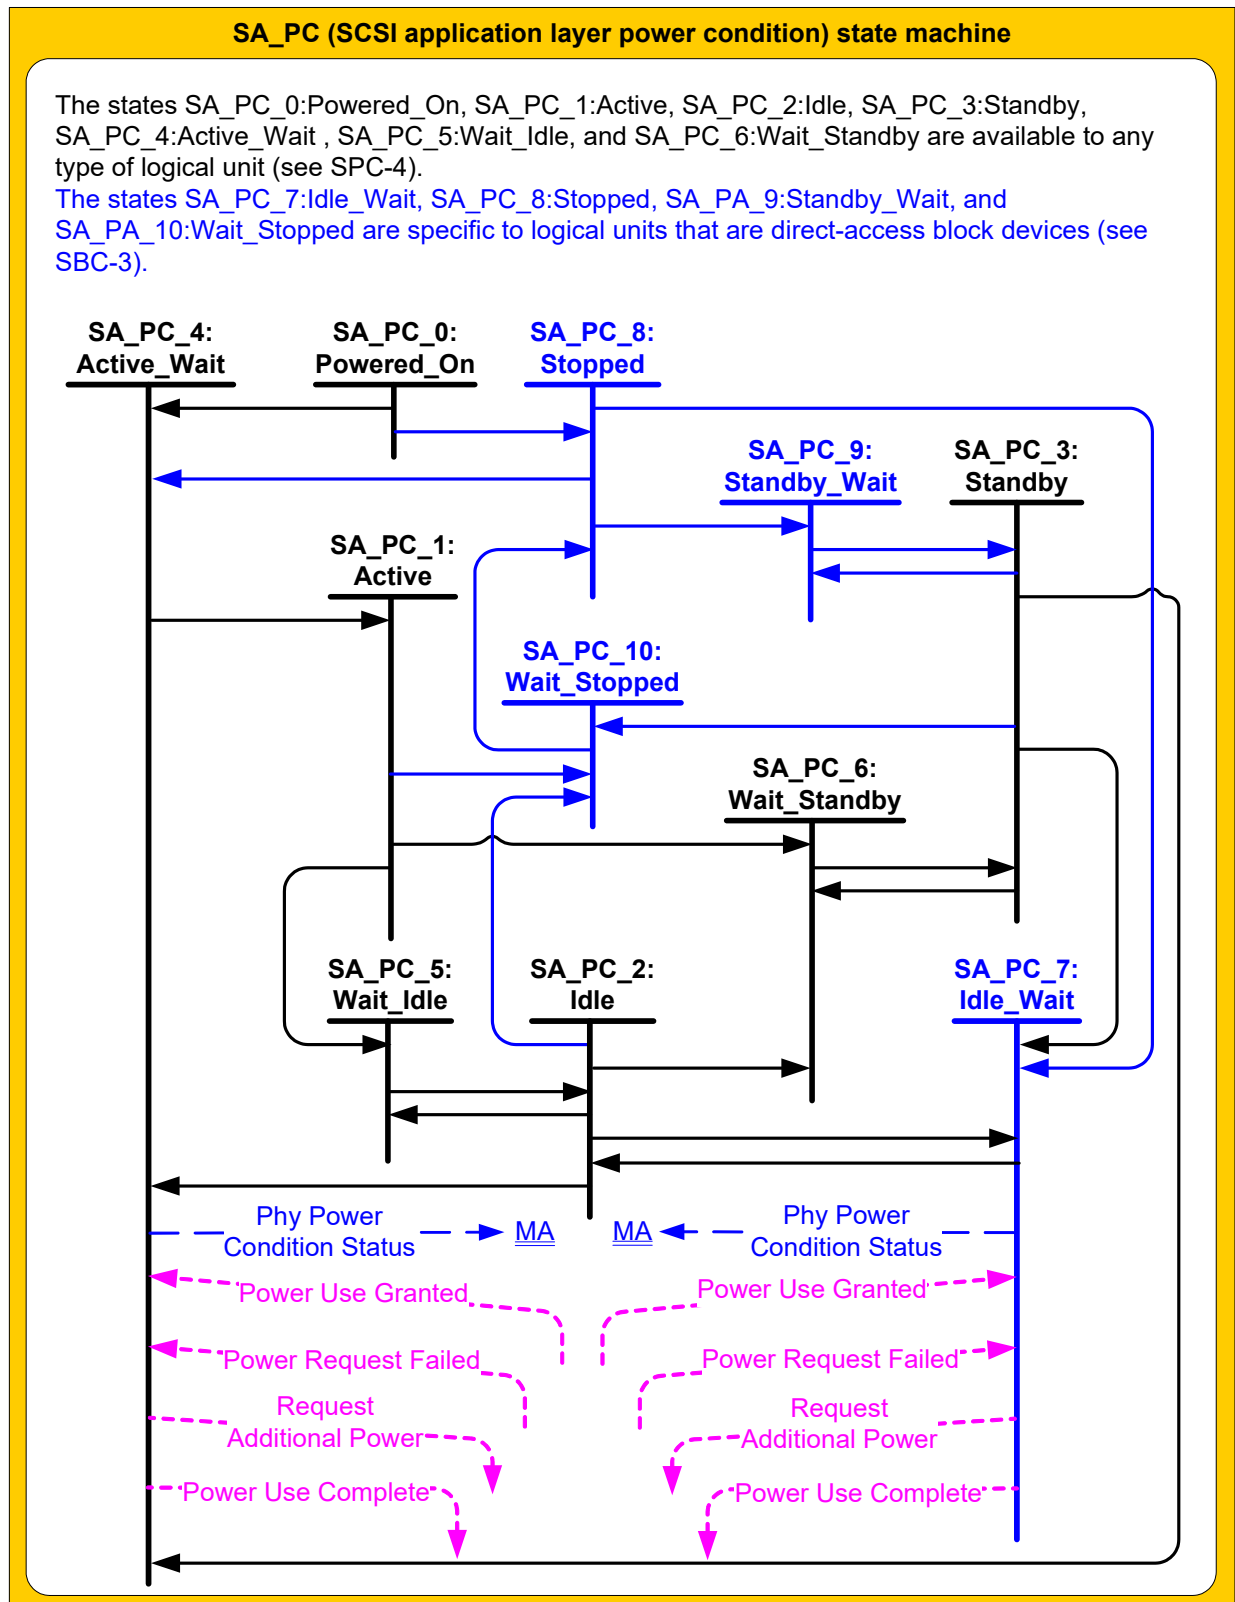 SA_PC (SCSI application layer power condition) state machine
The states SA_PC_0:Powered_On, SA_PC_1:Active, SA_PC_2:Idle, SA_PC_3:Standby,
SA_PC_4:Active_Wait , SA_PC_5:Wait_Idle, and SA_PC_6:Wait_Standby are available to any
type of logical unit (see SPC-4).
The states SA_PC_7:Idle_Wait, SA_PC_8:Stopped, SA_PA_9:Standby_Wait, and
SA_PA_10:Wait_Stopped are specific to logical units that are direct-access block devices (see
SBC-3).
SA_PC_4:
Active_Wait
SA_PC_0:
Powered_On
SA_PC_8:
Stopped
SA_PC_9:
Standby_Wait
SA_PC_3:
Standby
SA_PC_1:
Active
SA_PC_10:
Wait_Stopped
SA_PC_6:
Wait_Standby
SA_PC_5:
Wait_Idle
SA_PC_2:
Idle
SA_PC_7:
Idle_Wait
Phy Power
Condition Status
MA
MA
Phy Power
Condition Status
Power Use Granted
Power Use Granted
Power Request Failed
Power Request Failed
Request
Additional Power
Request
Additional Power
Power Use Complete
Power Use Complete